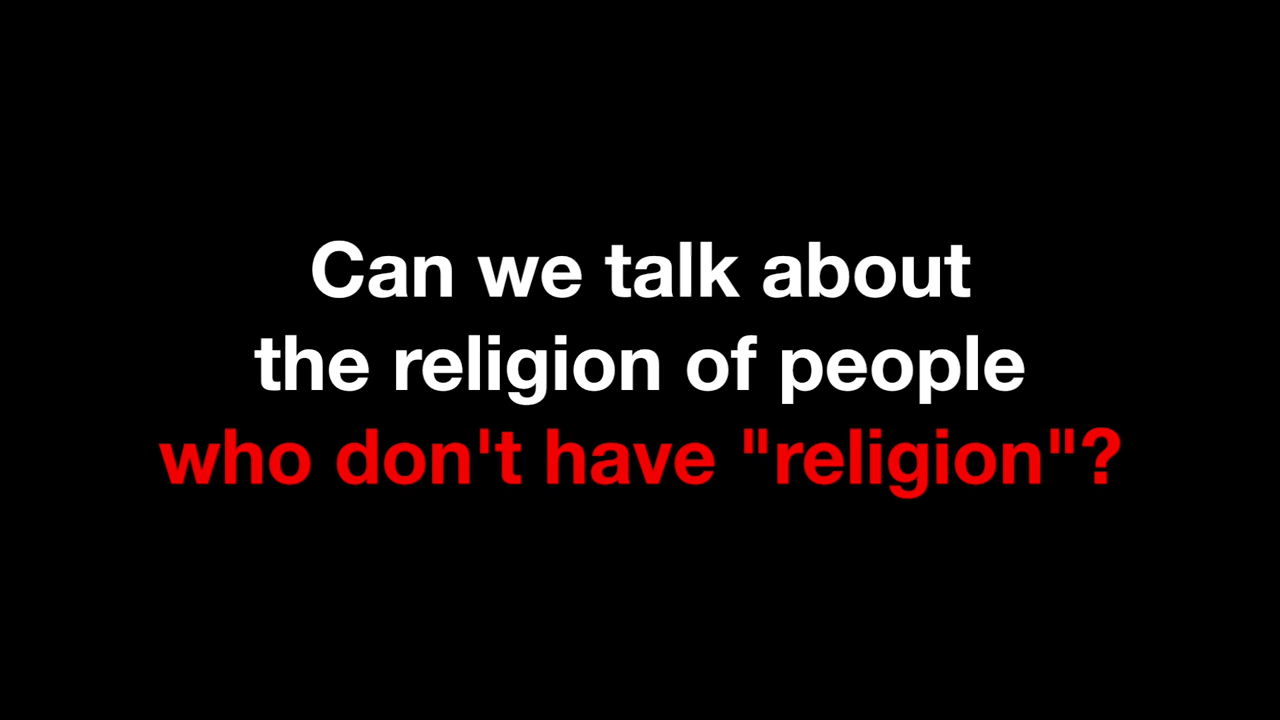 Can we talk about
the religion of people
who don't have "religion"?